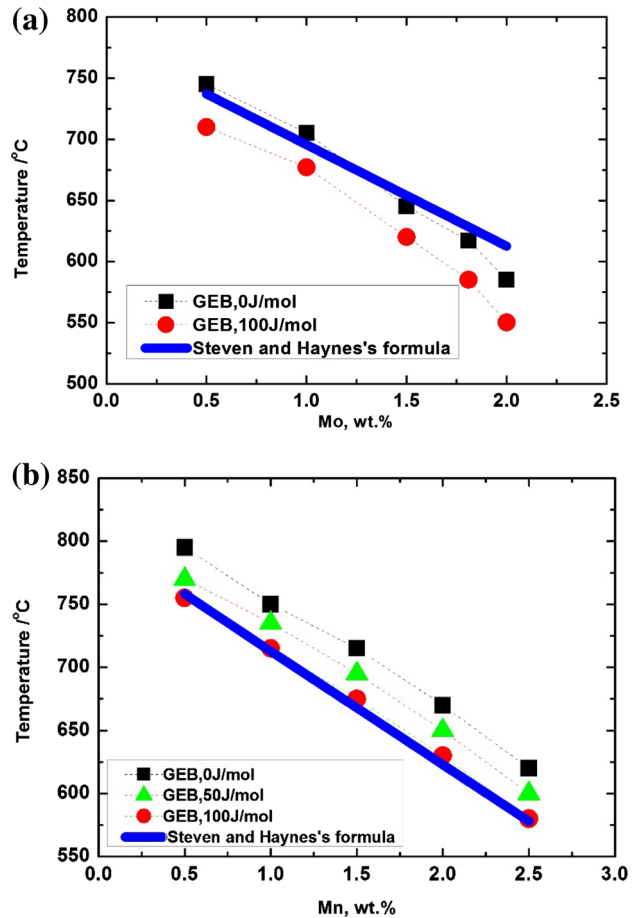 (a)
800
750
700
650
600
550
500
Temperature /°C
GEB,0J/mol
GEB,100J/mol
Steven and Haynes's formula
0.0 0.5 1.0 1.5 2.0 2.5
Mo, wt.%
(b)
850
800
750
700
650
600
550
Temperature /°C
GEB,0J/mol
GEB,50J/mol
GEB,100J/mol
Steven and Haynes's formula
0.0 0.5 1.0 1.5 2.0 2.5 3.0
Mn, wt.%